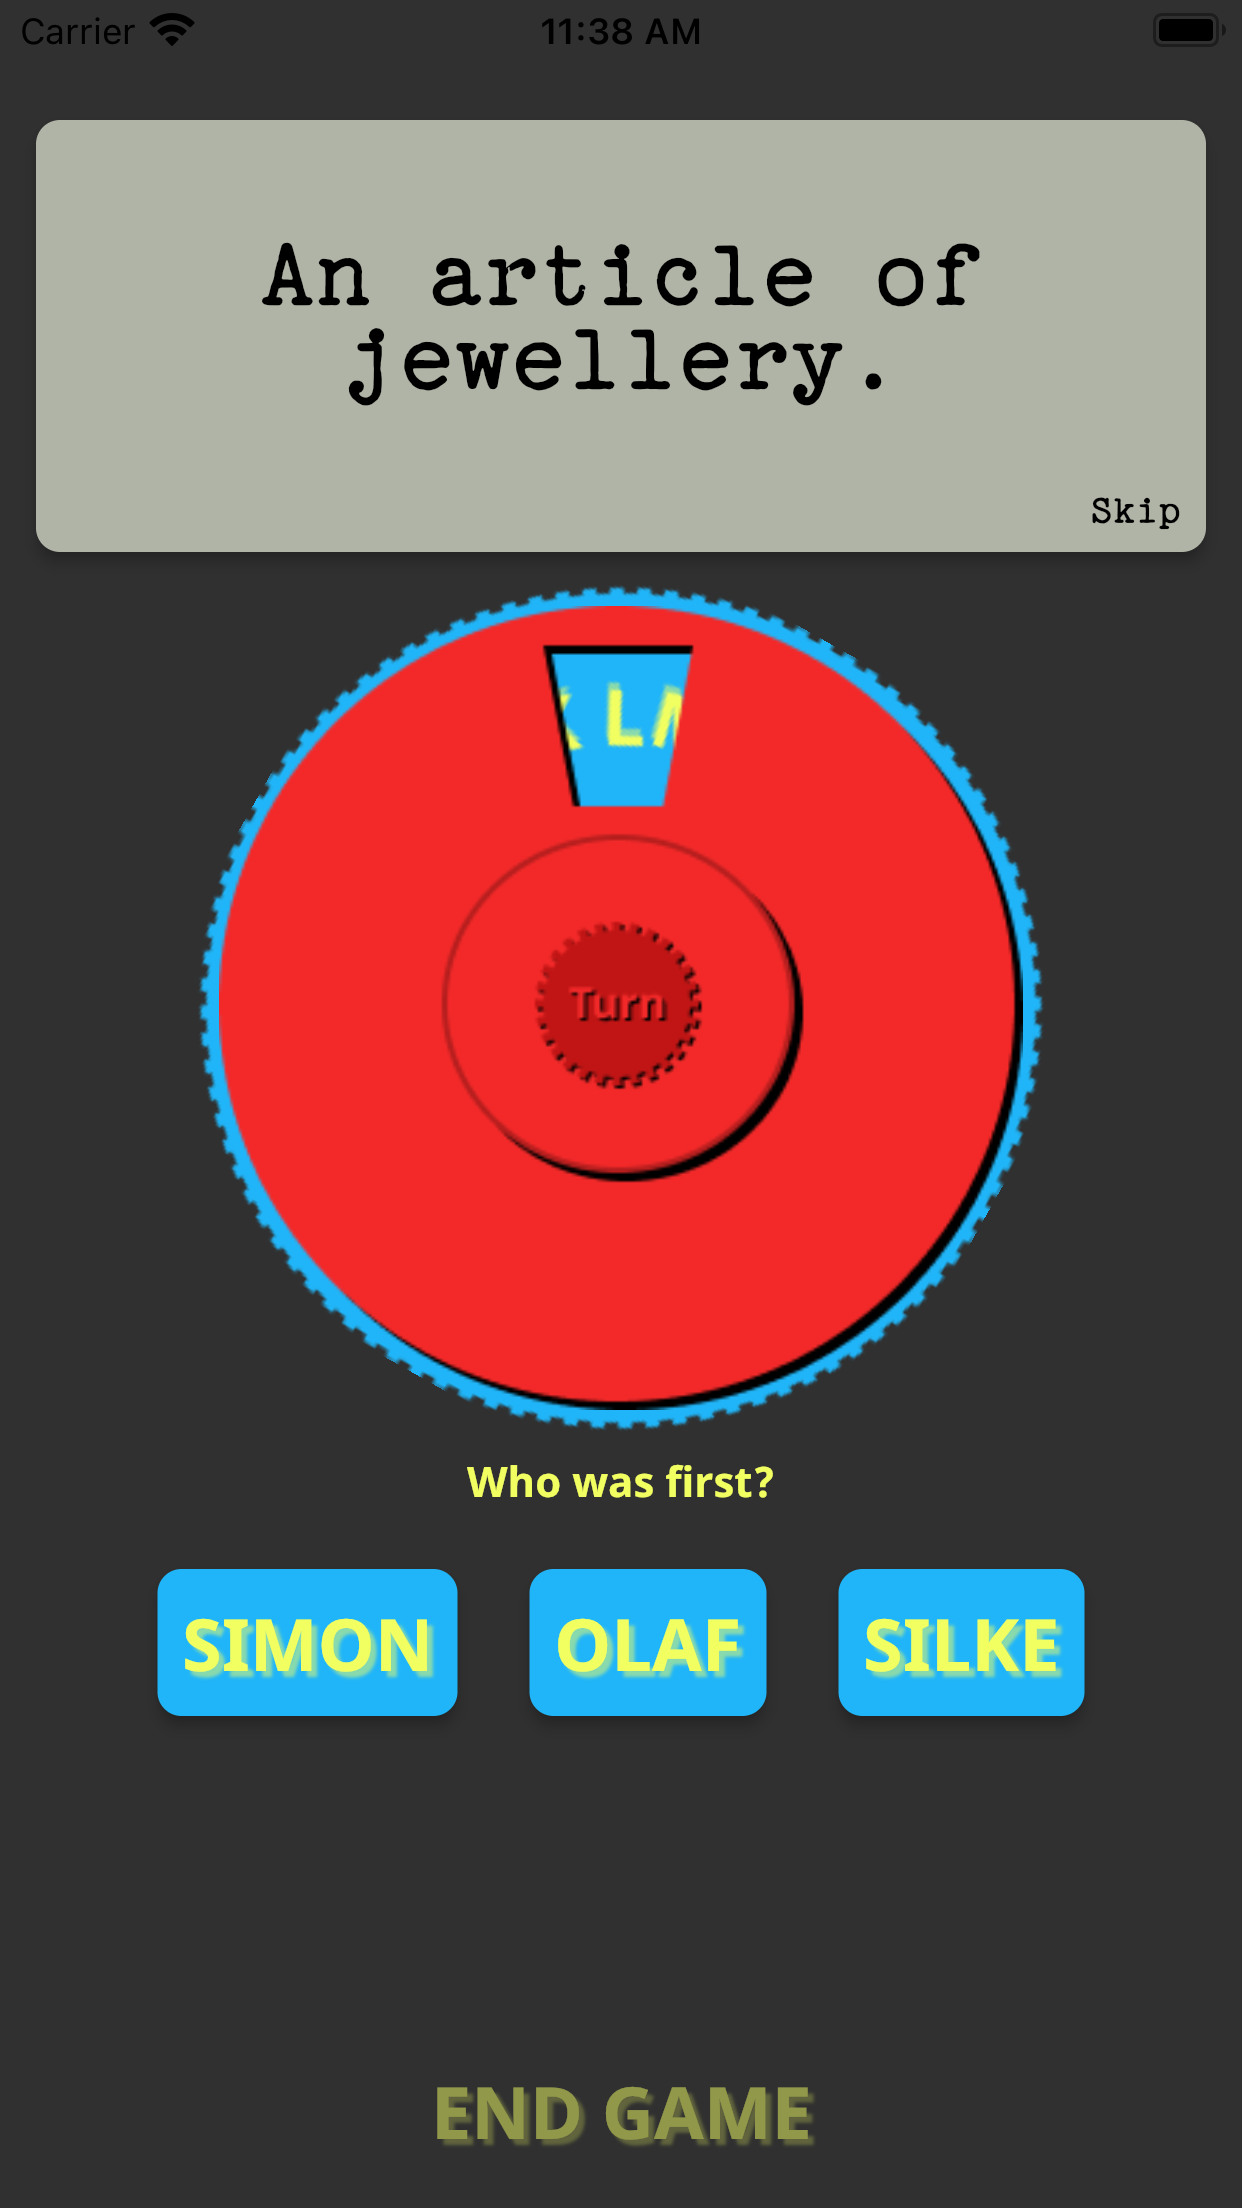 Carrier 11:38 AM
An article of
jewellery.
Skip
L
Turn
Who was first?
SIMON OLAF SILKE
END GAME